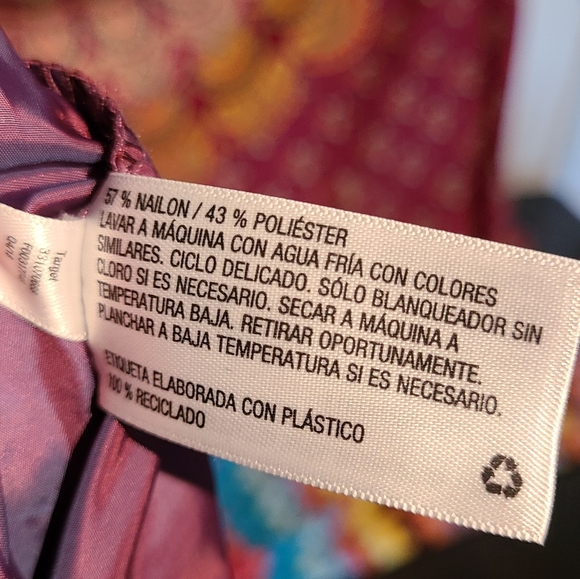 57 % NAILON / 43 % POLIÉSTER
LAVAR A MÁQUINA CON AGUA FRÍA CON COLORES
SIMILARES. CICLO DELICADO. SÓLO BLANQUEADOR SIN
CLORO SI ES NECESARIO. SECAR A MÁQUINA A
TEMPERATURA BAJA. RETIRAR OPORTUNAMENTE.
PLANCHAR A BAJA TEMPERATURA SI ES NECESARIO.
ETIQUETA ELABORADA CON PLÁSTICO
100 % RECICLADO
Target
04/17